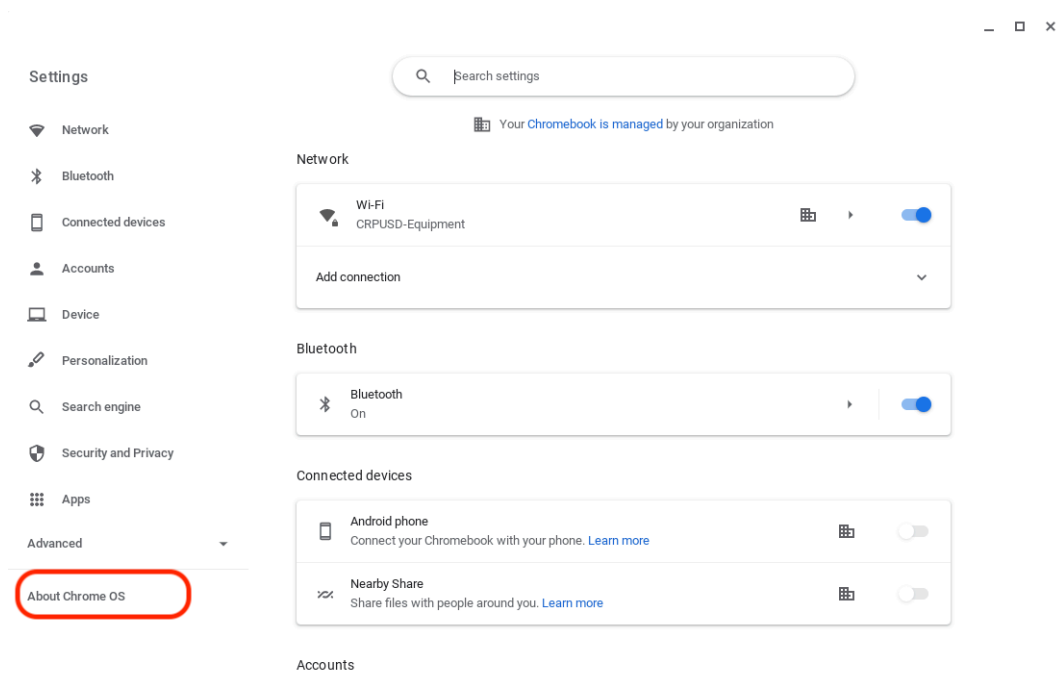 Settings
Search settings
Your Chromebook is managed by your organization
Network
Bluetooth
Connected devices
Accounts
Device
Personalization
Search engine
Security and Privacy
Apps
Advanced
About Chrome OS
Network
Wi-Fi
CRPUSD-Equipment
Add connection
Bluetooth
Bluetooth
On
Connected devices
Android phone
Connect your Chromebook with your phone. Learn more
Nearby Share
Share files with people around you. Learn more
Accounts